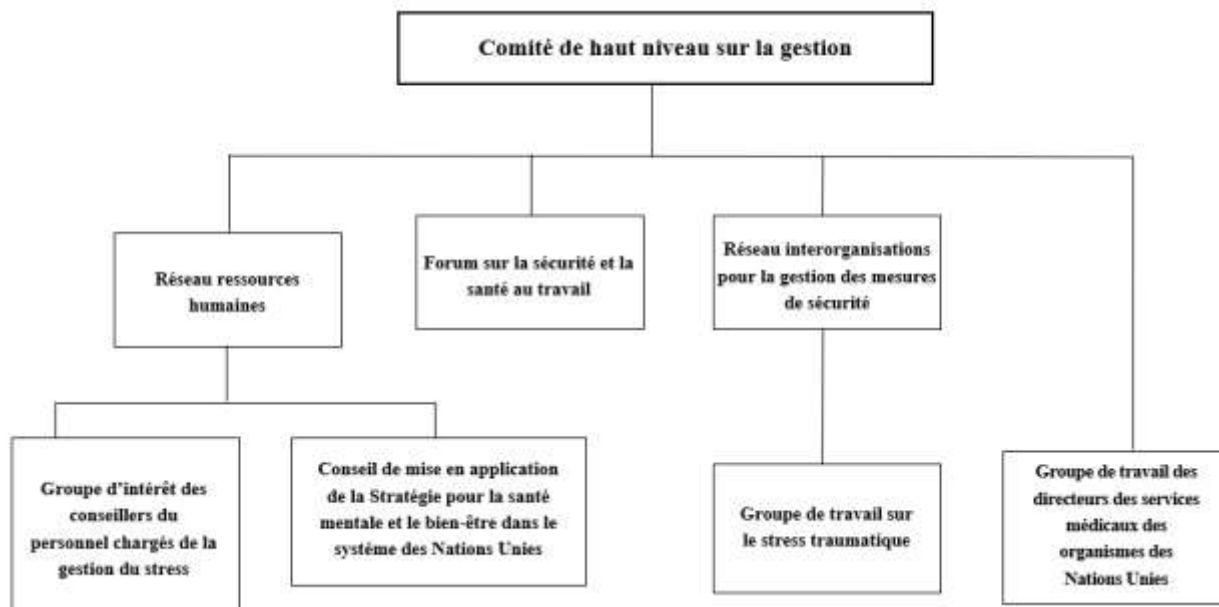 Comité de haut niveau sur la gestion
Réseau ressources
humaines
Forum sur la sécurité et la
santé au travail
Réseau interorganisations
pour la gestion des mesures
de sécurité
Groupe d'intérêt des
conseillers du
personnel chargés de la
gestion du stress
Conseil de mise en application
de la Stratégie pour la santé
mentale et le bien-être dans le
système des Nations Unies
Groupe de travail sur
le stress traumatique
Groupe de travail des
directeurs des services
médicaux des
organismes des
Nations Unies